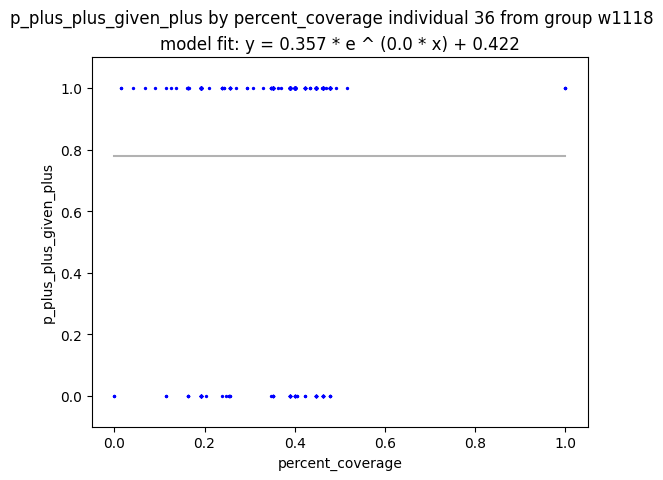 p_plus_plus_given_plus by percent_coverage individual 36 from group w1118
model fit: y = 0.357 * e ^ (0.0 * x) + 0.422
p_plus_plus_given_plus
1.0
0.8
0.6
0.4
0.2
0.0
0.0 0.2 0.4 0.6 0.8 1.0
percent_coverage